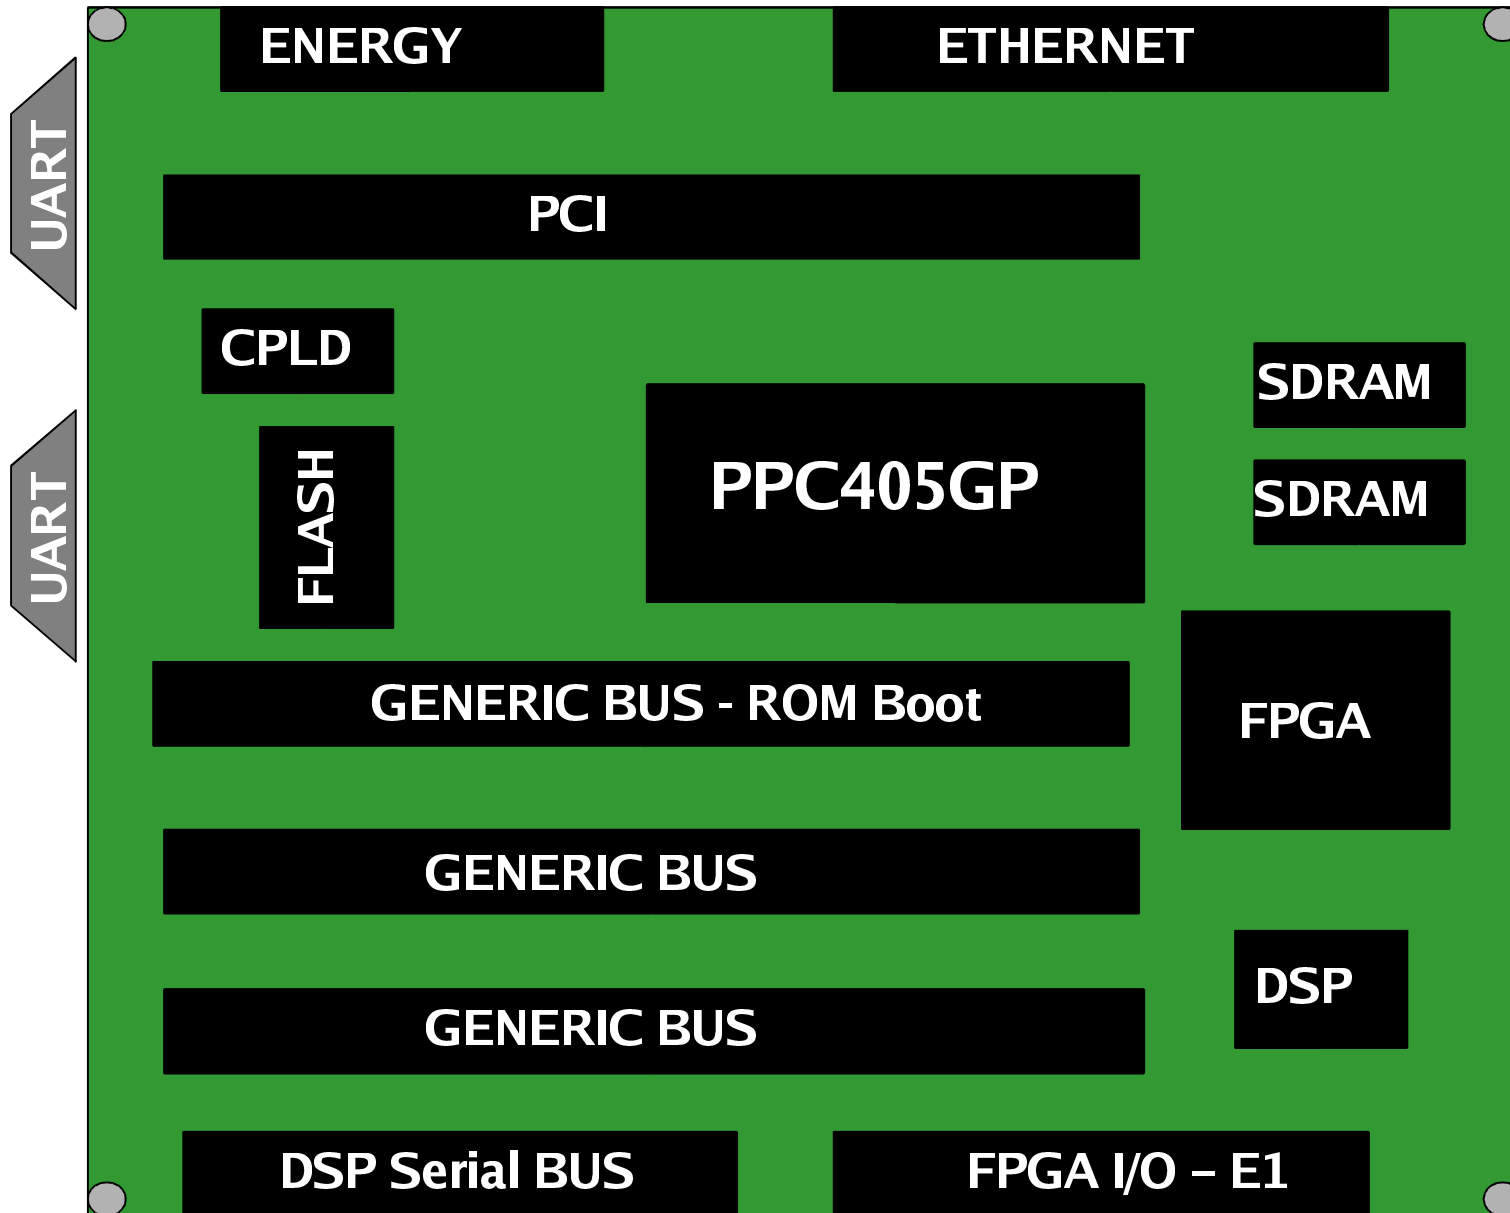 ENERGY
ETHERNET
UART
PCI
CPLD
SDRAM
UART
FLASH
PPC405GP
SDRAM
GENERIC BUS - ROM Boot
FPGA
GENERIC BUS
DSP
GENERIC BUS
DSP Serial BUS
FPGA I/O – E1